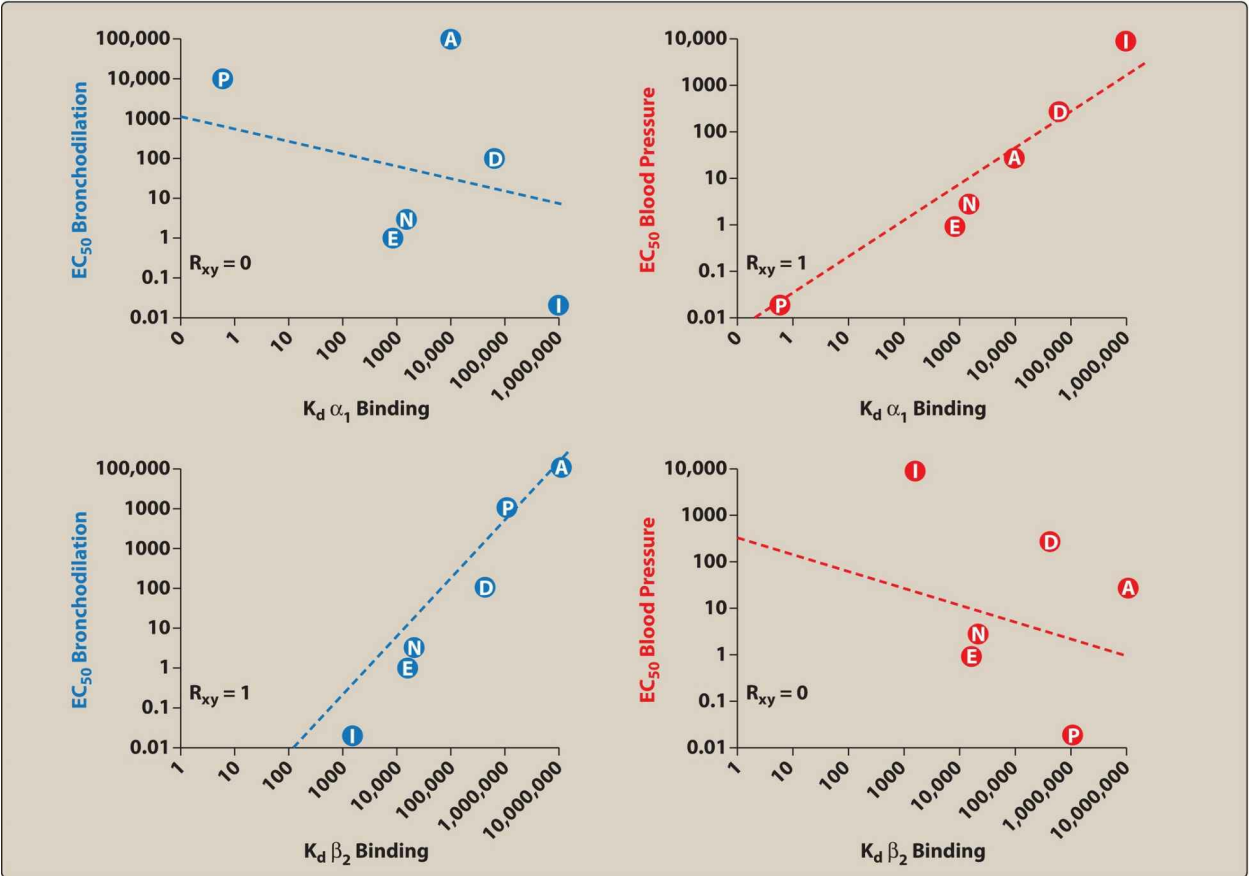 EC50 Bronchodilation
100,000
10,000
1000
100
10
1
0.1
0.01
A
P
D
N
E
I
Rxy = 0
0
1
10
100
1000
10,000
100,000
1,000,000
Kd α1 Binding
EC50 Blood Pressure
10,000
1000
100
10
1
0.1
0.01
I
D
A
N
E
P
Rxy = 1
0
1
10
100
1000
10,000
100,000
1,000,000
Kd α1 Binding
EC50 Bronchodilation
100,000
1000
1000
100
10
1
0.1
0.01
A
P
D
N
E
I
Rxy = 1
1
10
100
1000
10,000
100,000
1,000,000
10,000,000
Kd β2 Binding
EC50 Blood Pressure
10,000
1000
100
10
1
0.1
0.01
I
D
A
N
E
P
Rxy = 0
1
10
100
1000
10,000
100,000
1,000,000
10,000,000
Kd β2 Binding